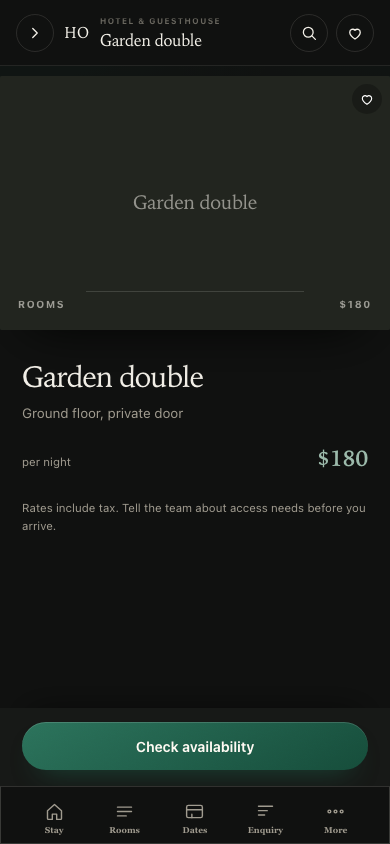 HO
HOTEL & GUESTHOUSE
Garden double
Garden double
ROOMS
$180
Garden double
Ground floor, private door
per night
$180
Rates include tax. Tell the team about access needs before you
arrive.
Check availability
Stay
Rooms
Dates
Enquiry
More